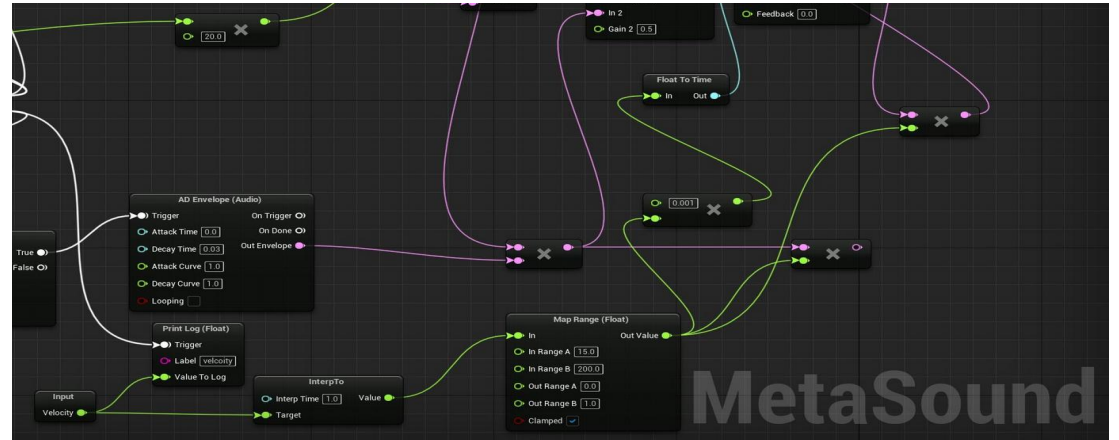 20.0
In 2
Gain 2 0.5
Feedback 0.0
Float To Time
In Out
0.001
AD Envelope (Audio)
Trigger On Trigger
Attack Time 0.0 On Done
Decay Time 0.03 Out Envelope
Attack Curve 1.0
Decay Curve 1.0
Looping
True
False
Print Log (Float)
Trigger
Label velcoity
Value To Log
Input
Velocity
InterpTo
Interp Time 1.0 Value
Target
Map Range (Float)
In Out Value
In Range A 15.0
In Range B 200.0
Out Range A 0.0
Out Range B 1.0
Clamped
MetaSound